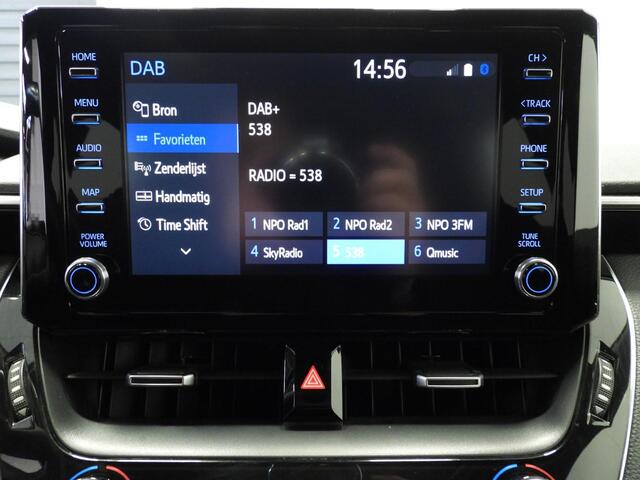 DAB
14:56
HOME
MENU
AUDIO
MAP
POWER
VOLUME
Bron
Favorieten
Zenderlijst
Handmatig
Time Shift
DAB+
538
RADIO = 538
1 NPO Rad1
2 NPO Rad2
3 NPO 3FM
4 SkyRadio
5 538
6 Qmusic
CH >
< TRACK
PHONE
SETUP
TUNE
SCROLL